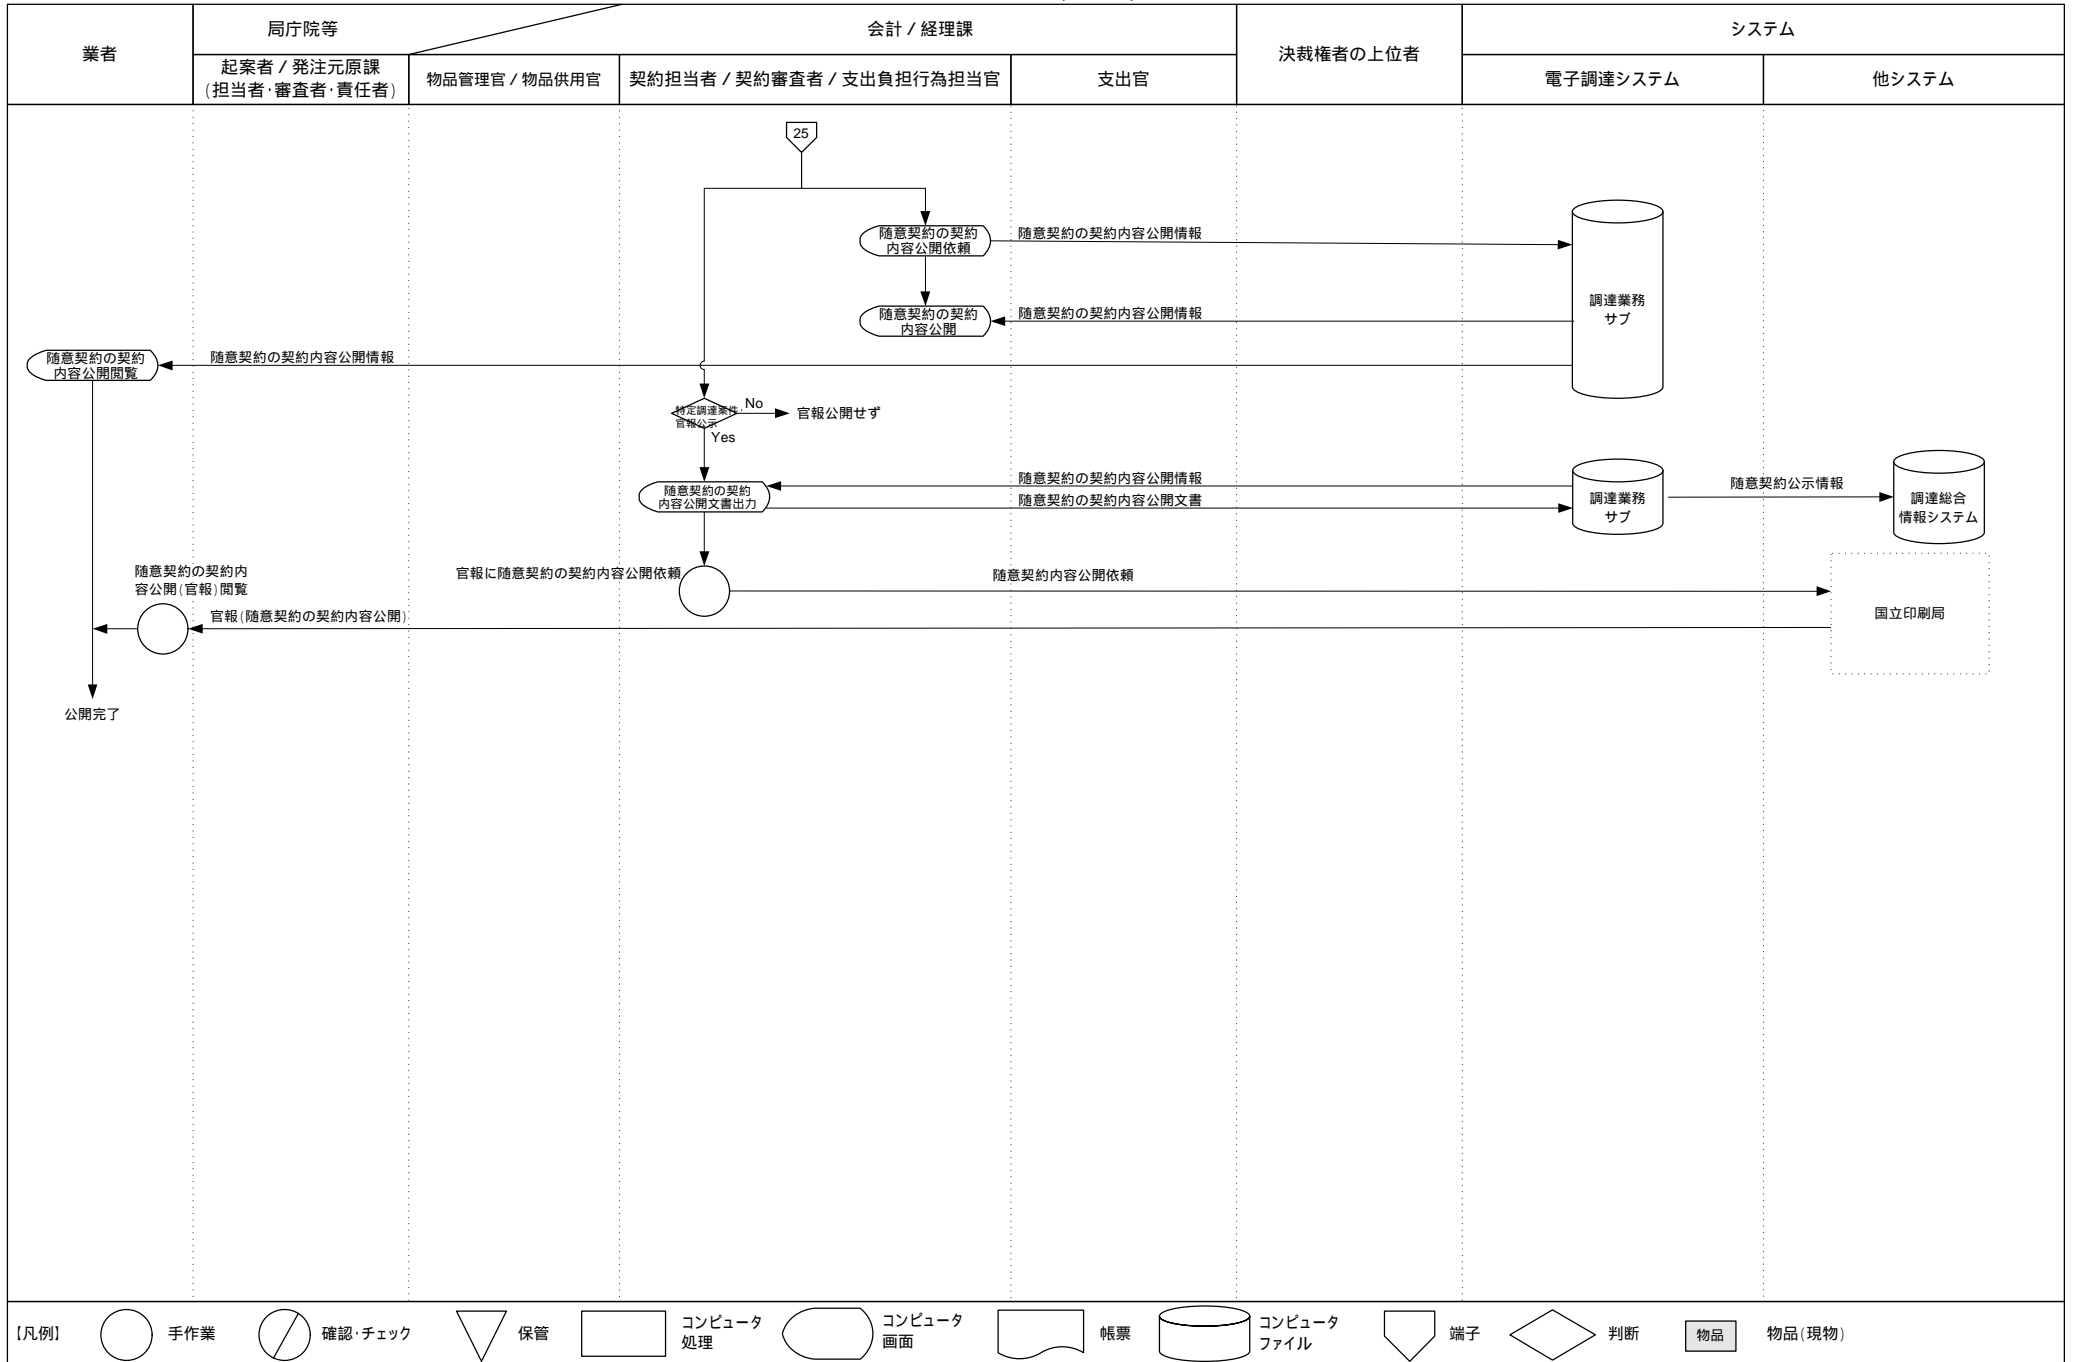 業者
局庁院等
会計 / 経理課
決裁権者の上位者
システム
起案者 / 発注元原課
(担当者・審査者・責任者)
物品管理官 / 物品供用官
契約担当者 / 契約審査者 / 支出負担行為担当官
支出官
電子調達システム
他システム
25
随意契約の契約
内容公開依頼
随意契約の契約内容公開情報
調達業務
サブ
随意契約の契約
内容公開
随意契約の契約内容公開情報
随意契約の契約
内容公開閲覧
随意契約の契約内容公開情報
特定調達案件・
官報公示
No
官報公開せず
Yes
随意契約の契約
内容公開文書出力
随意契約の契約内容公開情報
随意契約の契約内容公開文書
調達業務
サブ
随意契約公示情報
調達総合
情報システム
随意契約の契約内
容公開(官報)閲覧
官報に随意契約の契約内容公開依頼
随意契約内容公開依頼
官報(随意契約の契約内容公開)
国立印刷局
公開完了
【凡例】
手作業
確認・チェック
保管
コンピュータ
処理
コンピュータ
画面
帳票
コンピュータ
ファイル
端子
判断
物品
物品(現物)